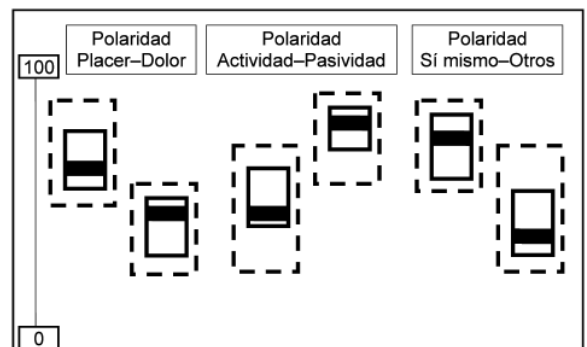 Polaridad
Placer–Dolor
Polaridad
Actividad–Pasividad
Polaridad
Sí mismo–Otros
100
0